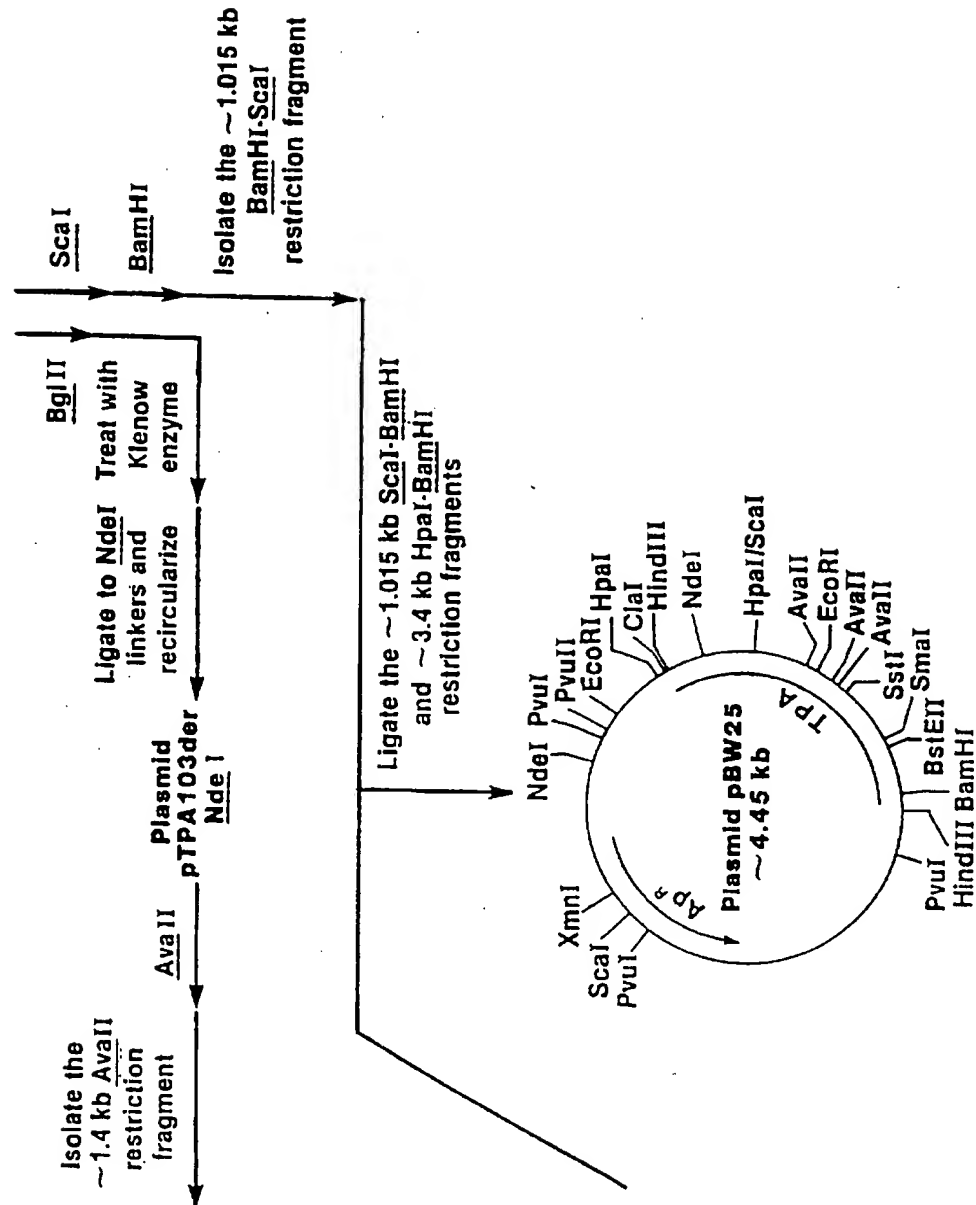 ScaI
BamHI
Isolate the ~1.015 kb
BamHI-ScaI
restriction fragment
BglII
Treat with
Klenow
enzyme
Ligate to NdeI
linkers and
recircularize
Plasmid
pTPA103der
NdeI
AvaII
Isolate the
~1.4 kb AvaII
restriction
fragment
Ligate the ~1.015 kb ScaI-BamHI
and ~3.4 kb HpaI-BamHI
restriction fragments
NdeI
PvuI
PvuII
EcoRI
HpaI
ClaI
HindIII
NdeI
HpaI/ScaI
AvaII
EcoRI
AvaII
AvaII
SstI
SmaI
BstEII
BamHI
HindIII
PvuI
PvuI
ScaI
XmnI
ApR
TPA
Plasmid pBW25
~4.45 kb